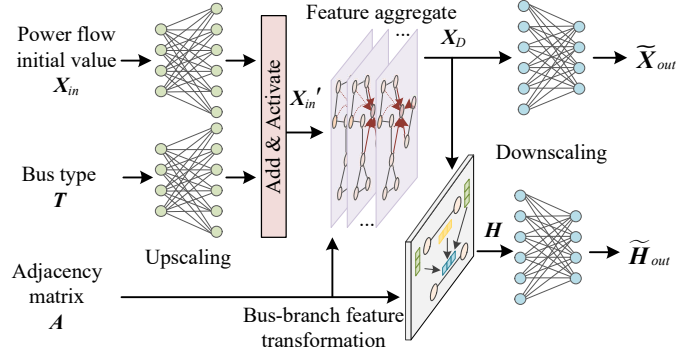 Power flow
initial value
X_in
Bus type
T
Adjacency
matrix
A
Upscaling
Add & Activate
X_in'
Feature aggregate
...
...
X_D
Bus-branch feature
transformation
H
Downscaling
X̃_out
H̃_out